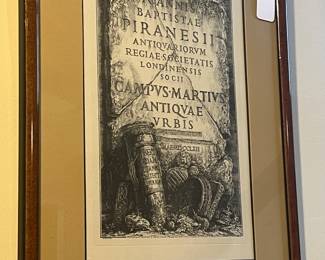 BAPTISTAE
PIRANESII
ANTIQVARIORVM
REGIAE·SOCIETATIS
LONDINENSIS
SOCII
CAMPVS·MARTIVS
ANTIQVAE
VRBIS